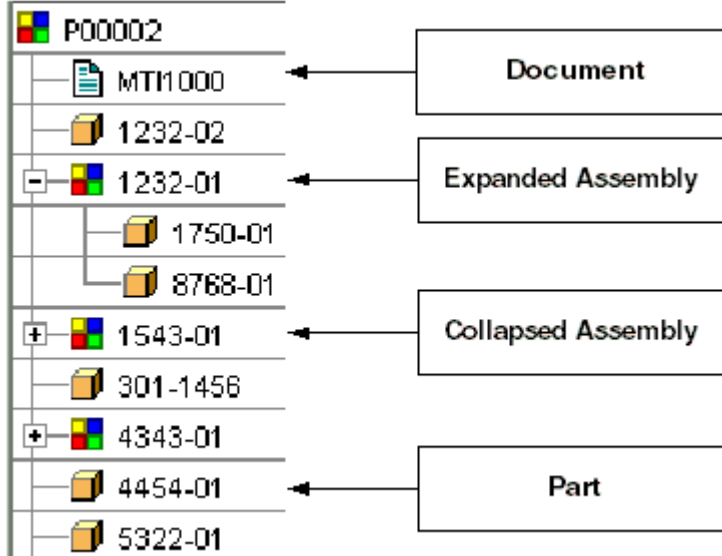 P00002
MTI1000
Document
1232-02
1232-01
Expanded Assembly
1750-01
8768-01
1543-01
Collapsed Assembly
301-1456
4343-01
4454-01
Part
5322-01